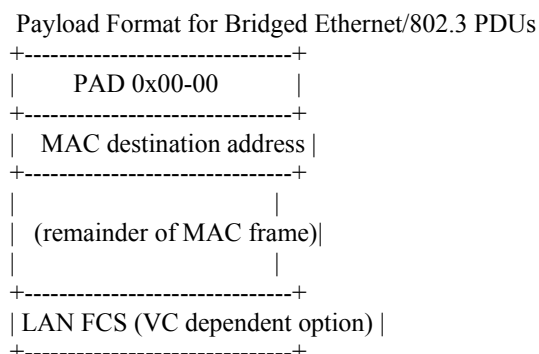 Payload Format for Bridged Ethernet/802.3 PDUs
+-------------------------------+
| PAD 0x00-00 |
+-------------------------------+
| MAC destination address |
+-------------------------------+
| |
| (remainder of MAC frame)|
| |
+-------------------------------+
| LAN FCS (VC dependent option) |
+-------------------------------+